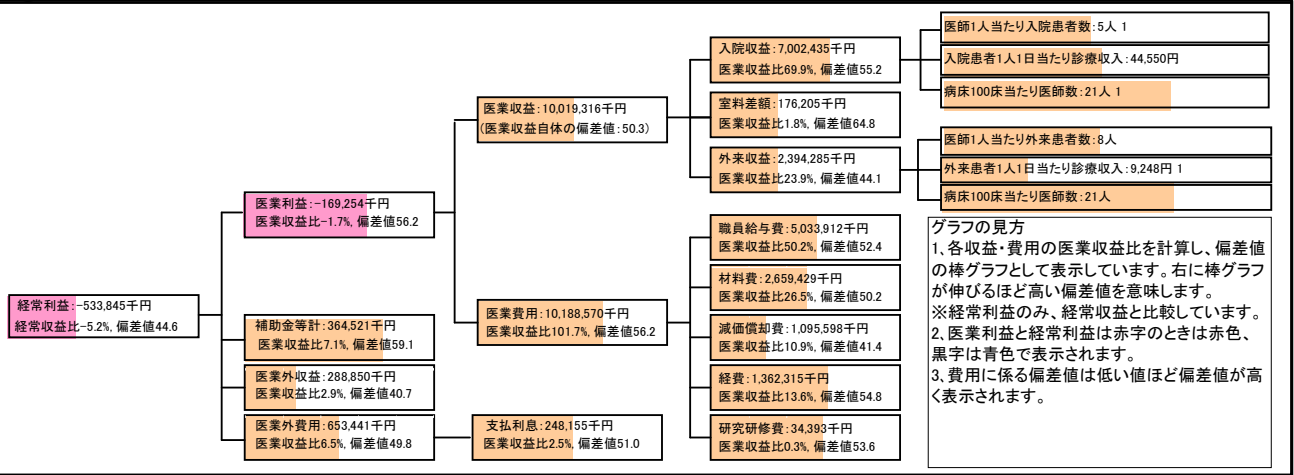 経常利益:-533,845千円
経常収益比-5.2%, 偏差値44.6
医業利益:-169,254千円
医業収益比-1.7%, 偏差値56.2
補助金等計:364,521千円
医業収益比7.1%, 偏差値59.1
医業外収益:288,850千円
医業収益比2.9%, 偏差値40.7
医業外費用:653,441千円
医業収益比6.5%, 偏差値49.8
医業収益:10,019,316千円
(医業収益自体の偏差値:50.3)
医業費用:10,188,570千円
医業収益比101.7%, 偏差値56.2
支払利息:248,155千円
医業収益比2.5%, 偏差値51.0
入院収益:7,002,435千円
医業収益比69.9%, 偏差値55.2
室料差額:176,205千円
医業収益比1.8%, 偏差値64.8
外来収益:2,394,285千円
医業収益比23.9%, 偏差値44.1
職員給与費:5,033,912千円
医業収益比50.2%, 偏差値52.4
材料費:2,659,429千円
医業収益比26.5%, 偏差値50.2
減価償却費:1,095,598千円
医業収益比10.9%, 偏差値41.4
経費:1,362,315千円
医業収益比13.6%, 偏差値54.8
研究研修費:34,393千円
医業収益比0.3%, 偏差値53.6
医師1人当たり入院患者数:5人 1
入院患者1人1日当たり診療収入:44,550円
病床100床当たり医師数:21人 1
医師1人当たり外来患者数:8人
外来患者1人1日当たり診療収入:9,248円 1
病床100床当たり医師数:21人
グラフの見方
1、各収益・費用の医業収益比を計算し、偏差値
の棒グラフとして表示しています。右に棒グラフ
が伸びるほど高い偏差値を意味します。
※経常利益のみ、経常収益と比較しています。
2、医業利益と経常利益は赤字のときは赤色、
黒字は青色で表示されます。
3、費用に係る偏差値は低い値ほど偏差値が高
く表示されます。